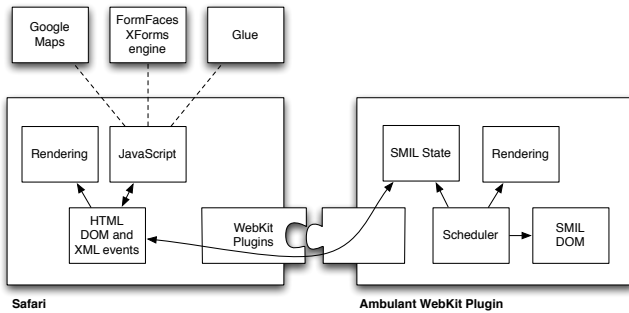 Google
Maps
FormFaces
XForms
engine
Glue
Rendering
JavaScript
SMIL State
Rendering
HTML
DOM and
XML events
WebKit
Plugins
Scheduler
SMIL
DOM
Safari
Ambulant WebKit Plugin